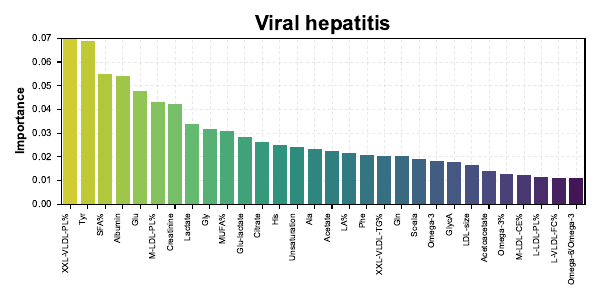 Viral hepatitis
Importance
0.07
0.06
0.05
0.04
0.03
0.02
0.01
0.00
XXL-VLDL-PL%
Tyr
SFA%
Albumin
Glu
M-LDL-PL%
Creatinine
Lactate
Gly
MUFA%
Glu-lactate
Citrate
His
Unsaturation
Ala
Acetate
LA%
Phe
XXL-VLDL-TG%
Gln
Omega-3
GlycA
LDL-size
Acetoacetate
Omega-3%
M-LDL-CE%
L-LDL-PL%
L-VLDL-FC%
Omega-6/Omega-3